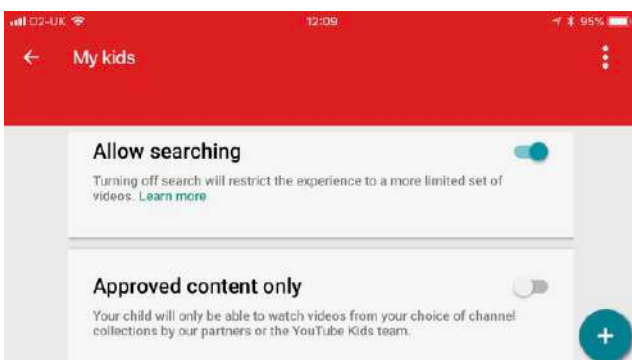 O2-UK 12:09 95%
← My kids
Allow searching
Turning off search will restrict the experience to a more limited set of
videos. Learn more
Approved content only
Your child will only be able to watch videos from your choice of channel
collections by our partners or the YouTube Kids team.
+